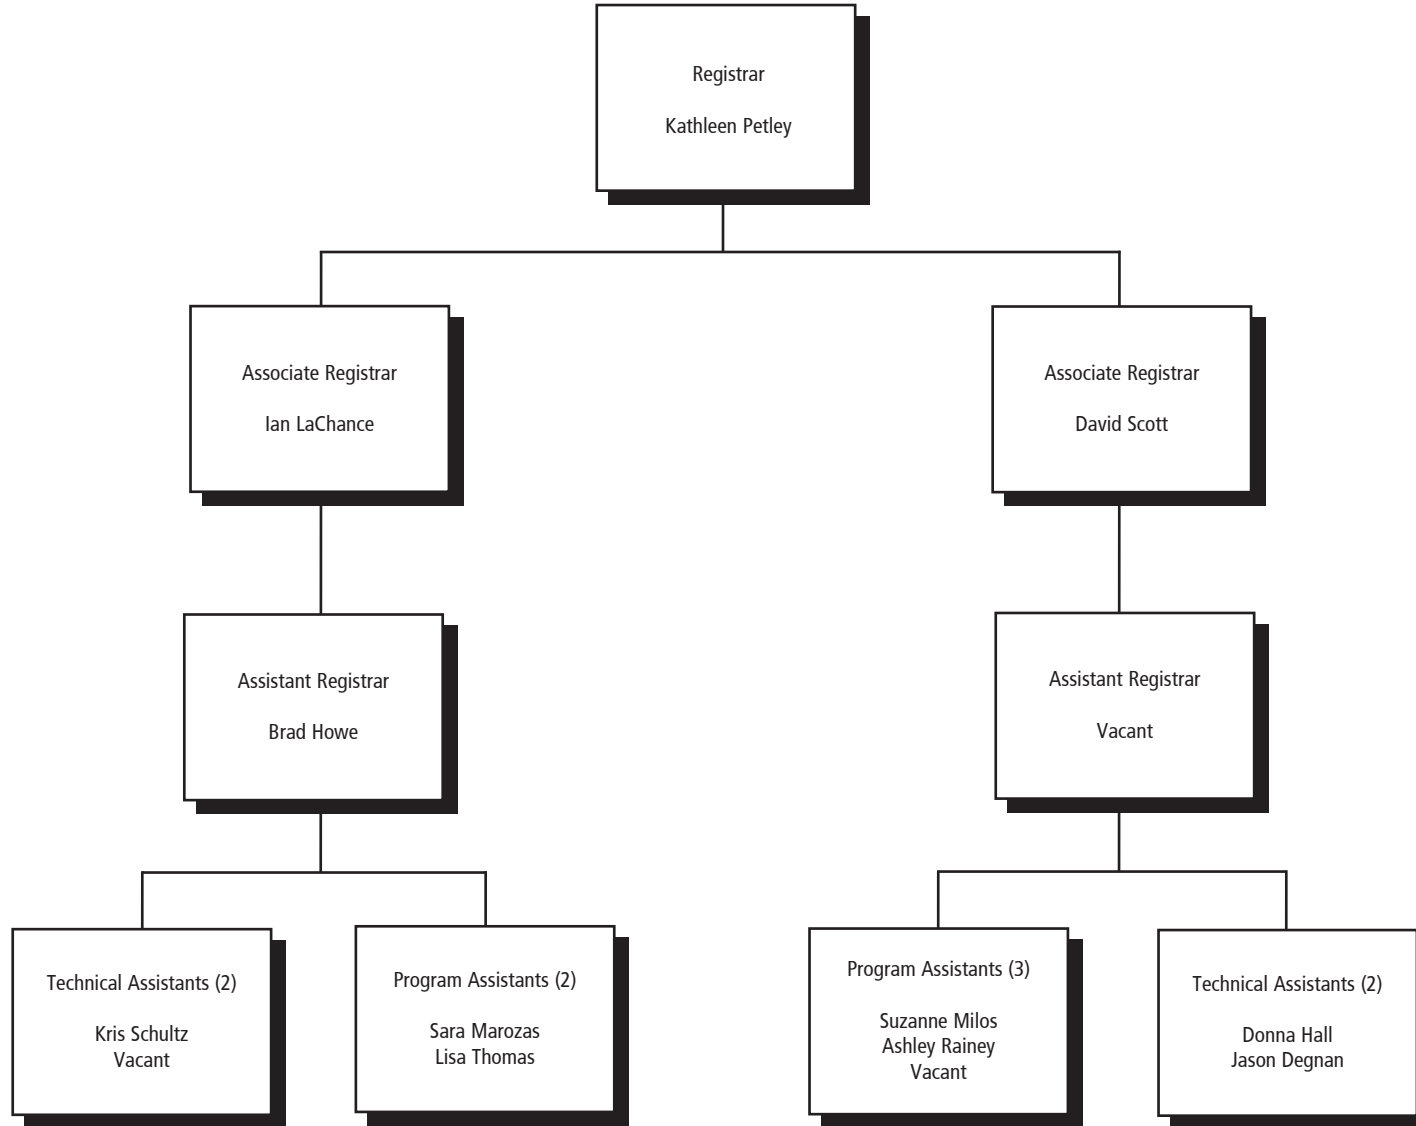 Registrar
Kathleen Petley
Associate Registrar
Ian LaChance
Associate Registrar
David Scott
Assistant Registrar
Brad Howe
Assistant Registrar
Vacant
Technical Assistants (2)
Kris Schultz
Vacant
Program Assistants (2)
Sara Marozas
Lisa Thomas
Program Assistants (3)
Suzanne Milos
Ashley Rainey
Vacant
Technical Assistants (2)
Donna Hall
Jason Degnan